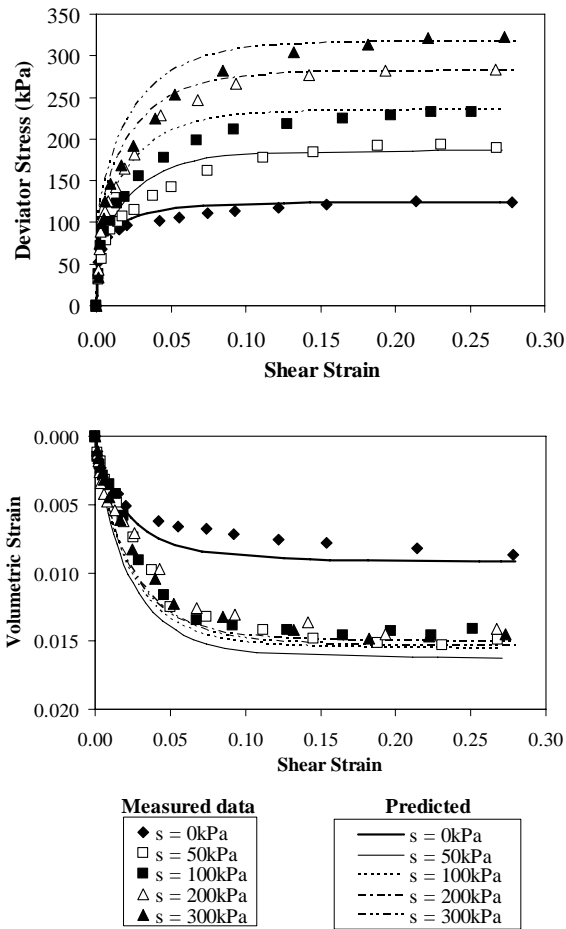 Deviator Stress (kPa)
350
300
250
200
150
100
50
0
0.00 0.05 0.10 0.15 0.20 0.25 0.30
Shear Strain
Volumetric Strain
0.000
0.005
0.010
0.015
0.020
0.00 0.05 0.10 0.15 0.20 0.25 0.30
Shear Strain
Measured data
s = 0kPa
s = 50kPa
s = 100kPa
s = 200kPa
s = 300kPa
Predicted
s = 0kPa
s = 50kPa
s = 100kPa
s = 200kPa
s = 300kPa